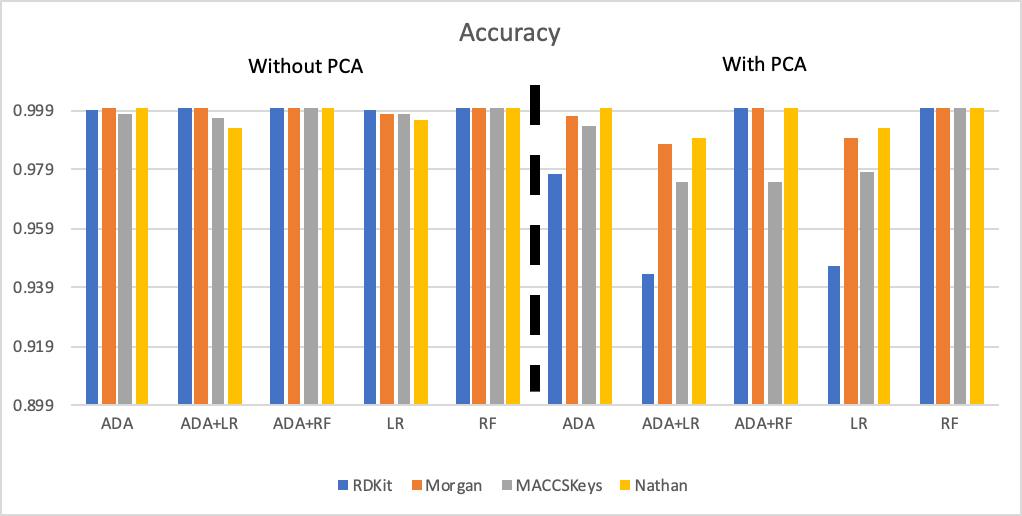 Accuracy
Without PCA
With PCA
0.999
0.979
0.959
0.939
0.919
0.899
ADA
ADA+LR
ADA+RF
LR
RF
ADA
ADA+LR
ADA+RF
LR
RF
RDKit
Morgan
MACCSKeys
Nathan